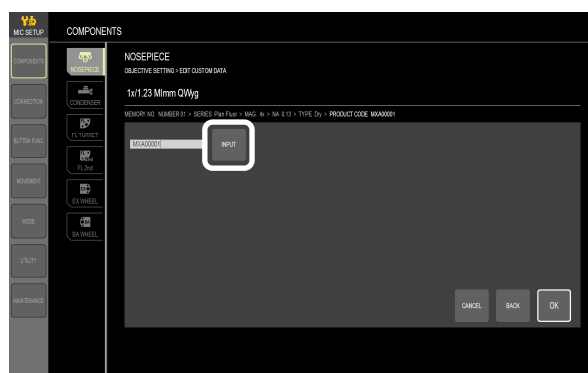 MIC SETUP
COMPONENTS
COMPONENTS
CONNECTION
BUTTON FUNC
MOVEMENT
MODE
UTILITY
MAINTENANCE
NOSEPIECE
CONDENSER
FL TURRET
FL 2nd
EX WHEEL
BA WHEEL
NOSEPIECE
OBJECTIVE SETTING > EDIT CUSTOM DATA
1x/1.23 MImm QWyg
MEMORY NO. NUMBER 01 > SERIES Plan Fluor > MAG. 4x > NA 0.13 > TYPE Dry > PRODUCT CODE MXA00001
MXA00001 INPUT
CANCEL BACK OK